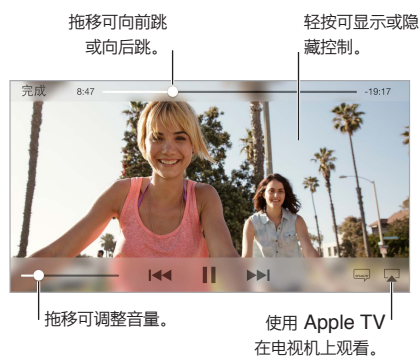 拖移可向前跳
或向后跳。
轻按可显示或隐
藏控制。
完成
8:47
-19:17
拖移可调整音量。
使用 Apple TV
在电视机上观看。